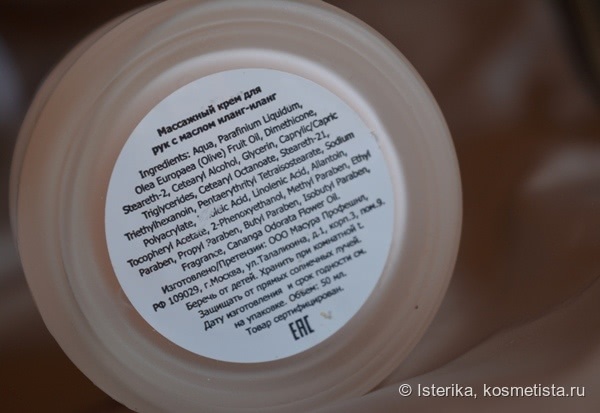 Массажный крем для
рук с маслом иланг-иланг
Ingredients: Aqua, Parafinium Liquidum,
Olea Europaea (Olive) Fruit Oil, Dimethicone,
Steareth-2, Cetearyl Alcohol, Glycerin, Caprylic/Capric
Triglycerides, Cetearyl Octanoate, Steareth-21,
Triethylhexanoin, Pentaerythrityl Tetraisostearate, Sodium
Polyacrylate, Acid, Linolenic Acid, Allantoin,
Tocopheryl Acetate, 2-Phenoxyethanol, Methyl Paraben, Ethyl
Paraben, Propyl Paraben, Butyl Paraben, Isobutyl Paraben,
Fragrance, Cananga Odorata Flower Oil.
Изготовлено/Претензии: ООО Масура Профешнл,
РФ 109029, г.Москва, ул.Талалихина, д.1, корп.3, пом.9.
Беречь от детей. Хранить при комнатной t.
Защищать от прямых солнечных лучей.
Дату изготовления и срок годности см.
на упаковке. Объем: 50 мл.
Товар сертифицирован.
EAC
© Isterika, kosmetista.ru